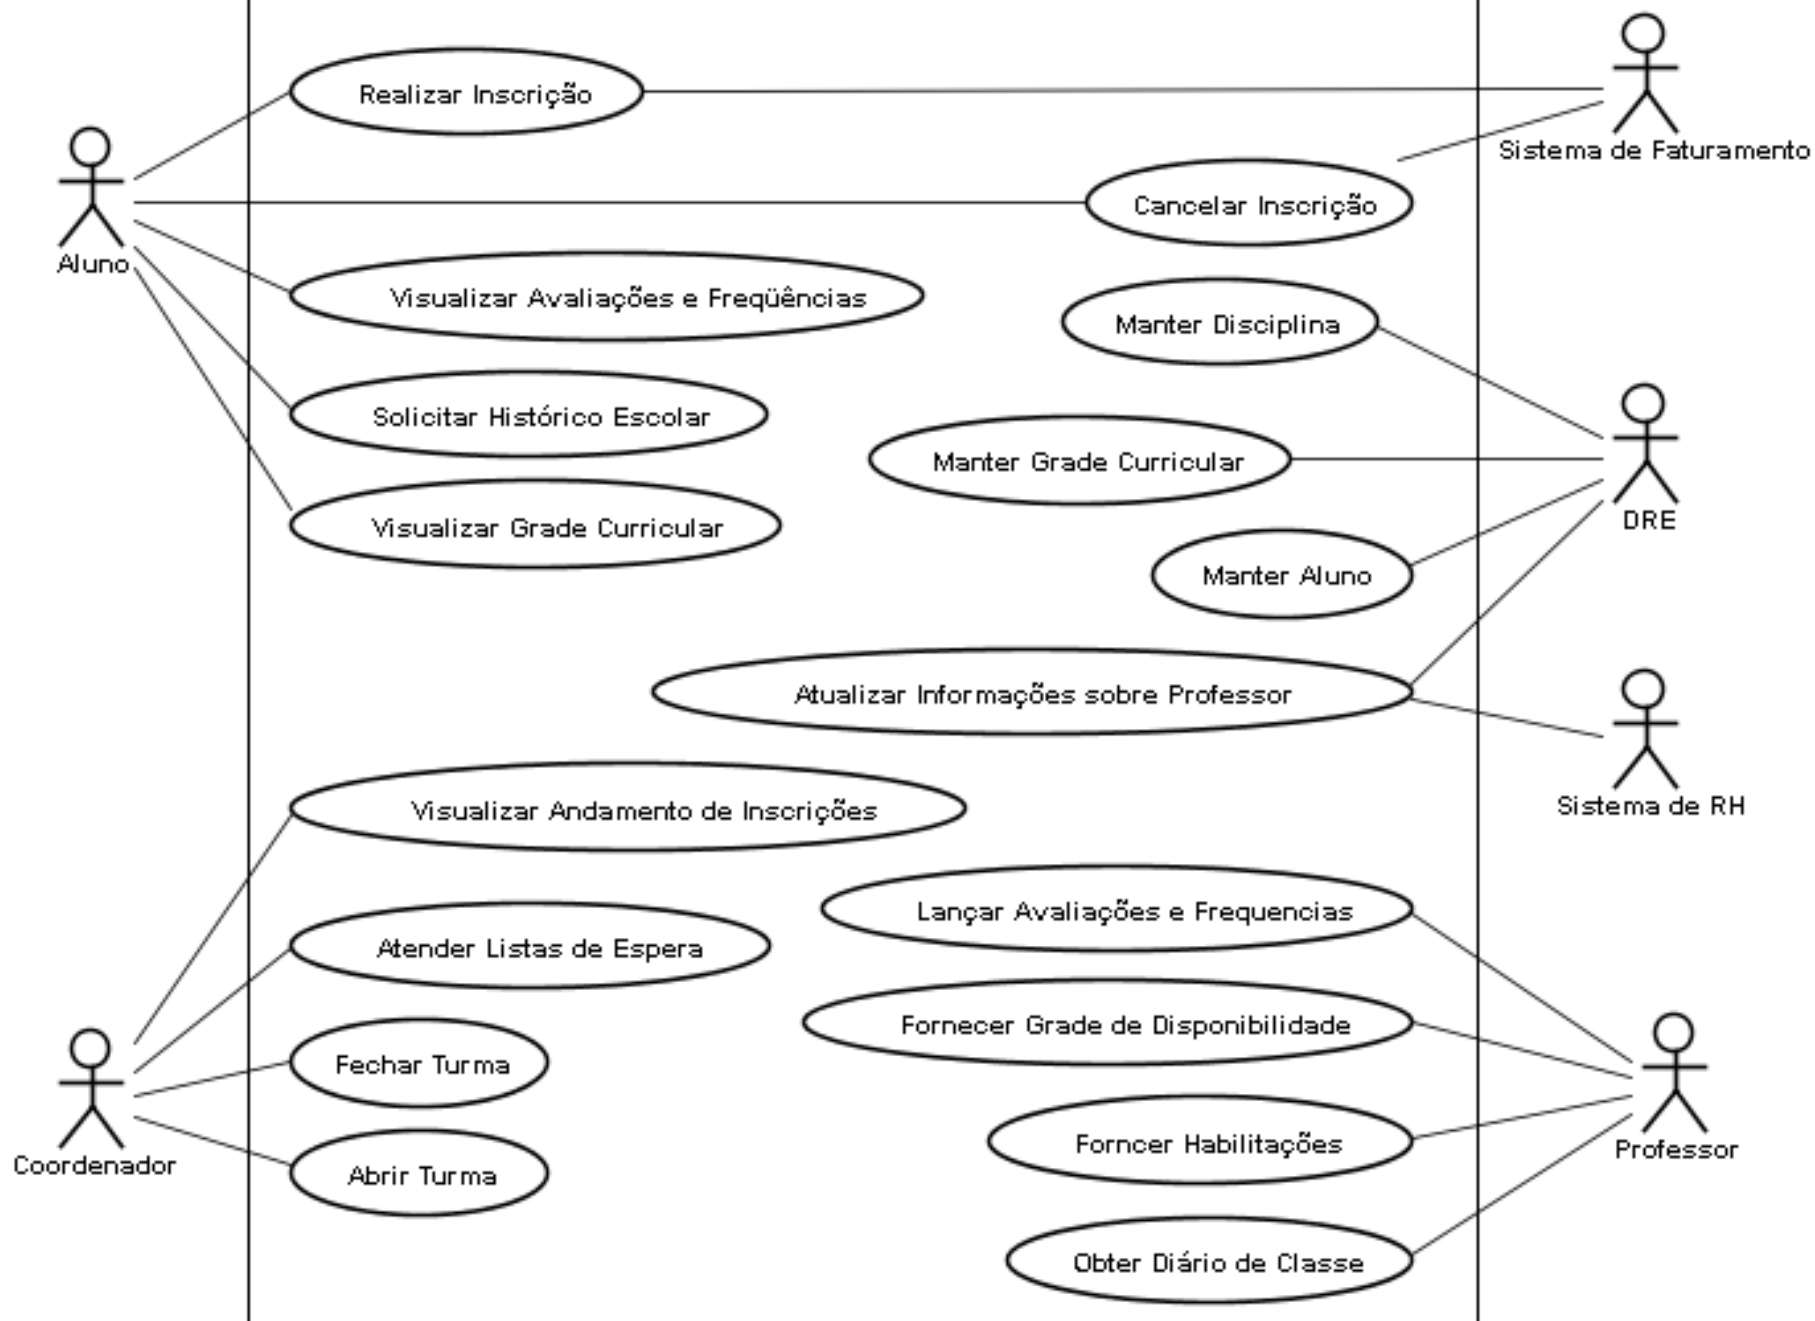 Realizar Inscrição
Sistema de Faturamento
Cancelar Inscrição
Aluno
Visualizar Avaliações e Freqüências
Manter Disciplina
Solicitar Histórico Escolar
Manter Grade Curricular
Visualizar Grade Curricular
DRE
Manter Aluno
Atualizar Informações sobre Professor
Sistema de RH
Visualizar Andamento de Inscrições
Lançar Avaliações e Frequencias
Atender Listas de Espera
Fornecer Grade de Disponibilidade
Fechar Turma
Forncer Habilitações
Professor
Coordenador
Abrir Turma
Obter Diário de Classe